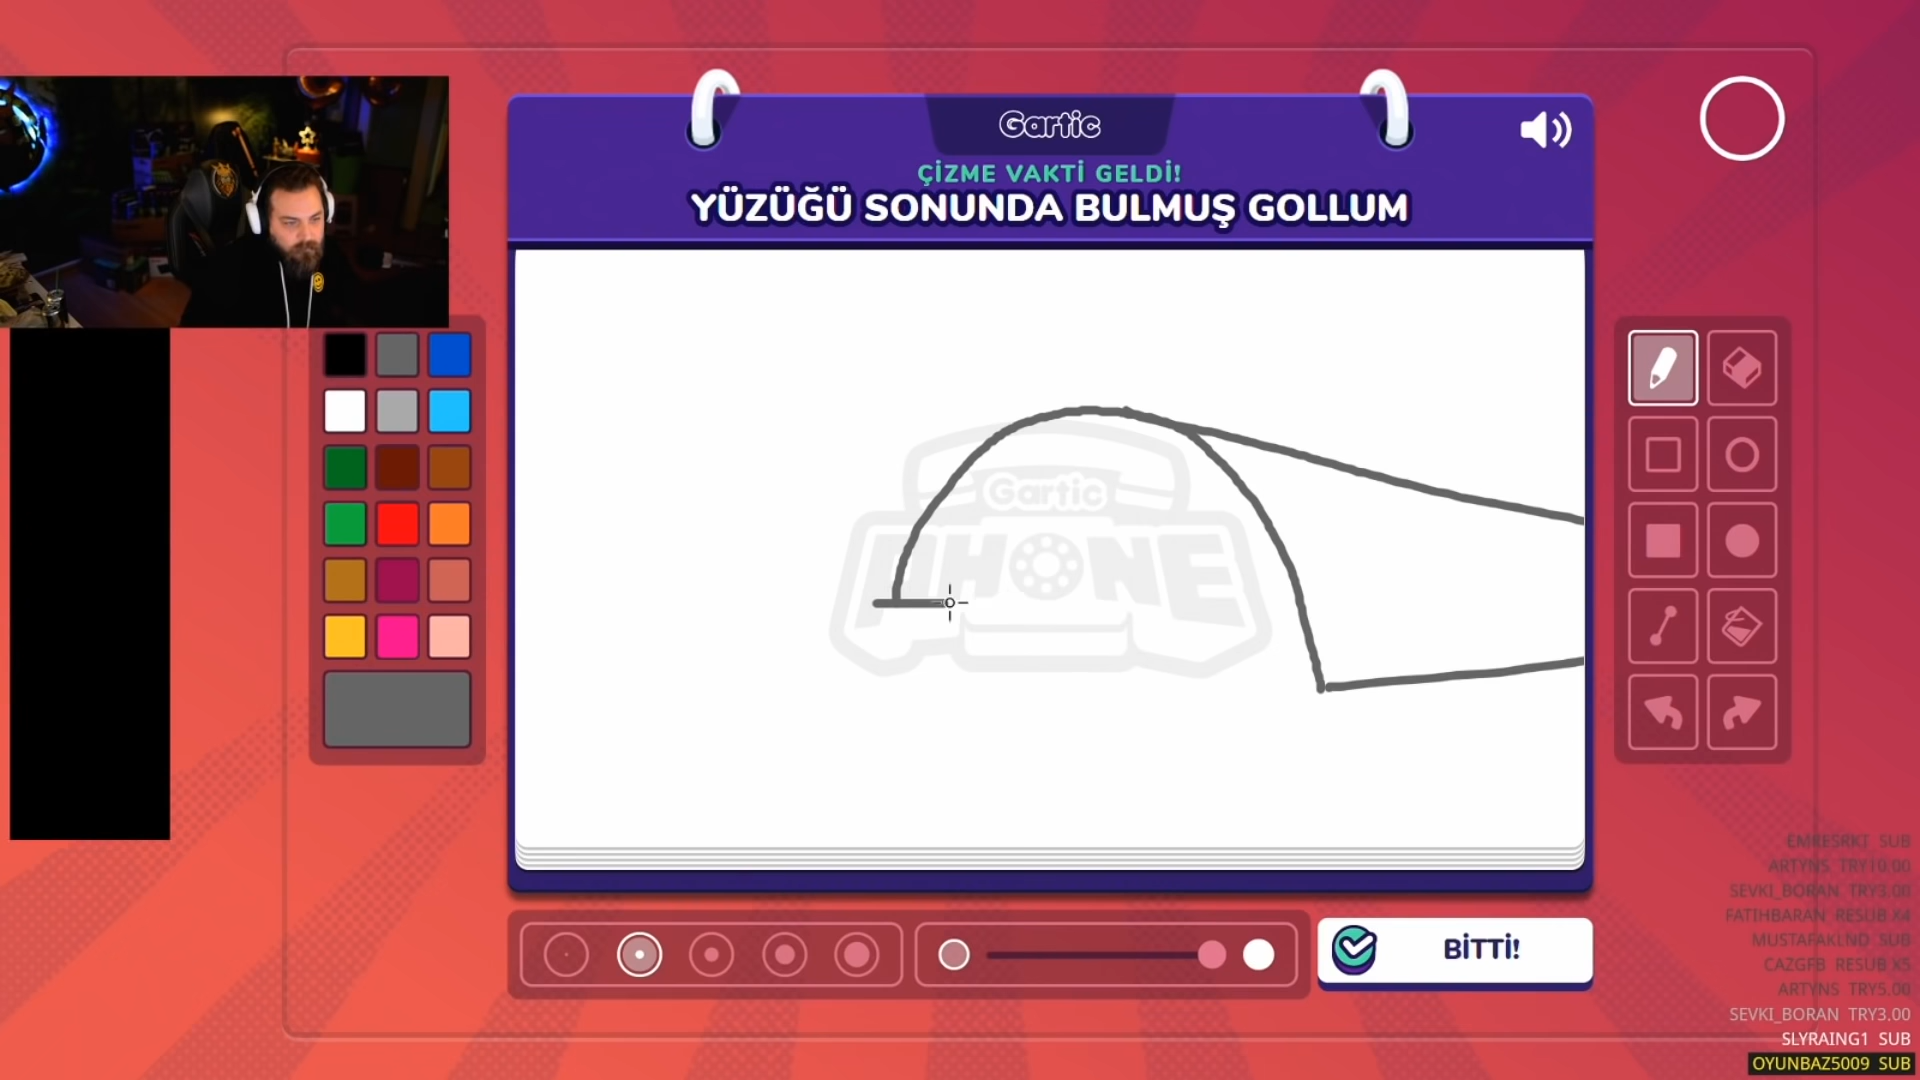 Gartic
ÇİZME VAKTİ GELDİ!
YÜZÜĞÜ SONUNDA BULMUŞ GOLLUM
Gartic
PHONE
BİTTİ!
EMRESRKT SUB
ARTYNS TRY10.00
SEVKI_BORAN TRY3.00
FATIHBARAN RESUB X4
MUSTAFAKLND SUB
CAZGFB RESUB X5
ARTYNS TRY5.00
SEVKI_BORAN TRY3.00
SLYRAING1 SUB
OYUNBAZ5009 SUB